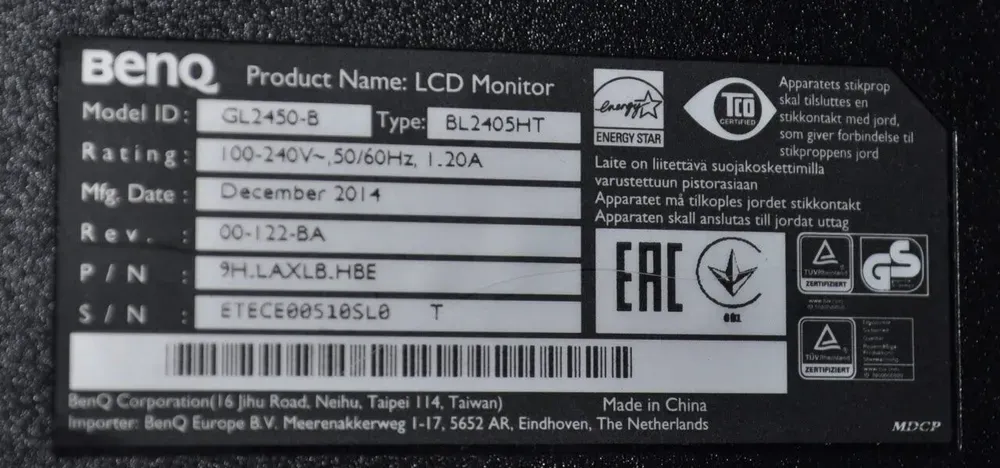 BenQ Product Name: LCD Monitor
Model ID: GL2450-B Type: BL2405HT
Rating: 100-240V~,50/60Hz, 1.20A
Mfg. Date: December 2014
Rev. : 00-122-BA
P/N : 9H.LAXLB.HBE
S/N : ETECE00510SL0 T
energy
ENERGY STAR
TCO
CERTIFIED
Apparatets stikprop
skal tilsluttes en
stikkontakt med jord,
som giver forbindelse til
stikproppens jord
Laite on liitettävä suojakoskettimilla
varustettuun pistorasiaan
Apparatet må tilkoples jordet stikkontakt
Apparaten skall anslutas till jordat uttag
EAC
001
TÜVRheinland
ZERTIFIZIERT
GS
TÜVRheinland
ZERTIFIZIERT
Ergonomie
Sicherheit
BenQ Corporation(16 Jihu Road, Neihu, Taipei 114, Taiwan) Made in China
Importer: BenQ Europe B.V. Meerenakkerweg 1-17, 5652 AR, Eindhoven, The Netherlands
MDCP